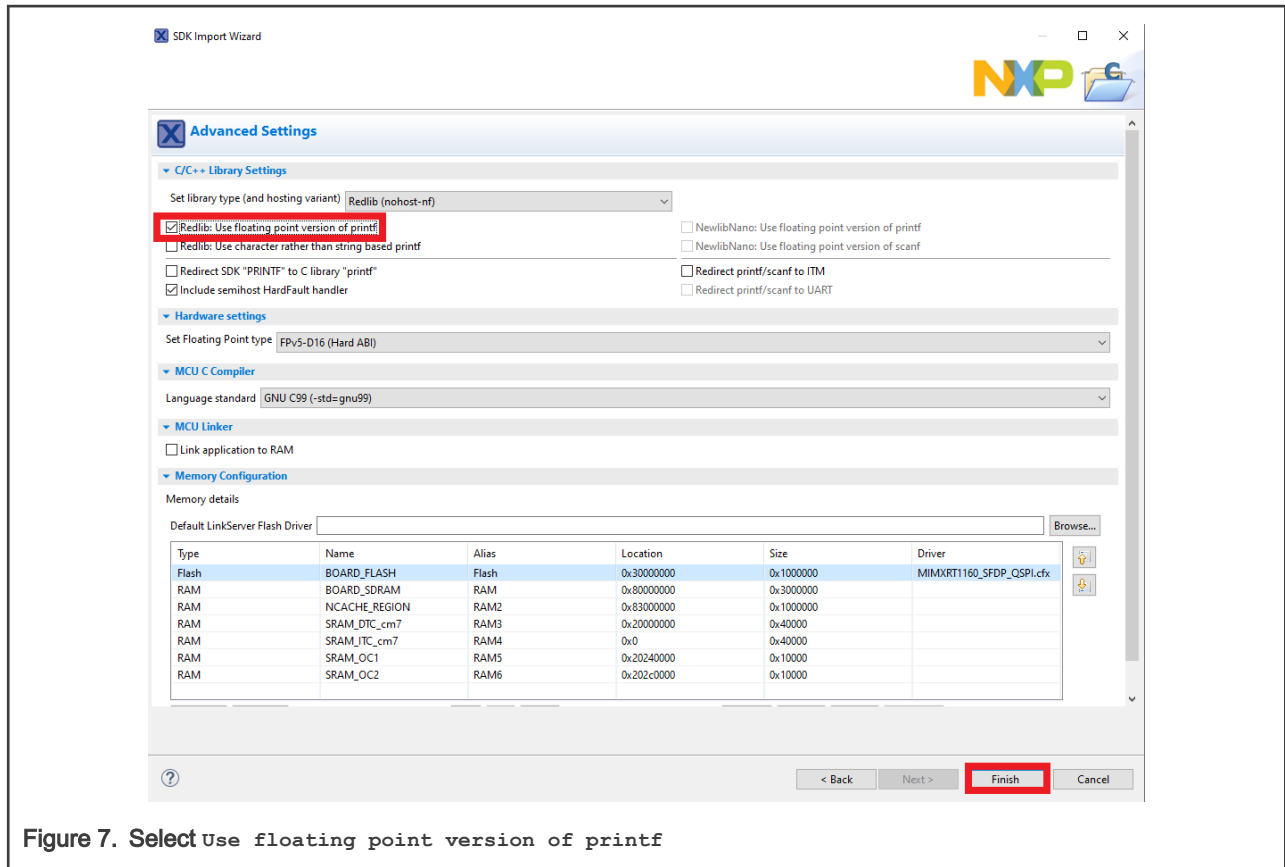 SDK Import Wizard
NXP
C
Advanced Settings
C/C++ Library Settings
Set library type (and hosting variant) Redlib (nohost-nf)
Redlib: Use floating point version of printf NewlibNano: Use floating point version of printf
Redlib: Use character rather than string based printf NewlibNano: Use floating point version of scanf
Redirect SDK "PRINTF" to C library "printf" Redirect printf/scanf to ITM
Include semihost HardFault handler Redirect printf/scanf to UART
Hardware settings
Set Floating Point type FPv5-D16 (Hard ABI)
MCU C Compiler
Language standard GNU C99 (-std=gnu99)
MCU Linker
Link application to RAM
Memory Configuration
Memory details
Default LinkServer Flash Driver Browse...
Type Name Alias Location Size Driver
Flash BOARD_FLASH Flash 0x30000000 0x1000000 MIMXRT1160_SFDP_QSPI.cfx
RAM BOARD_SDRAM RAM 0x80000000 0x3000000
RAM NCACHE_REGION RAM2 0x83000000 0x1000000
RAM SRAM_DTC_cm7 RAM3 0x20000000 0x40000
RAM SRAM_ITC_cm7 RAM4 0x0 0x40000
RAM SRAM_OC1 RAM5 0x20240000 0x10000
RAM SRAM_OC2 RAM6 0x202c0000 0x10000
? < Back Next > Finish Cancel
Figure 7. Select Use floating point version of printf